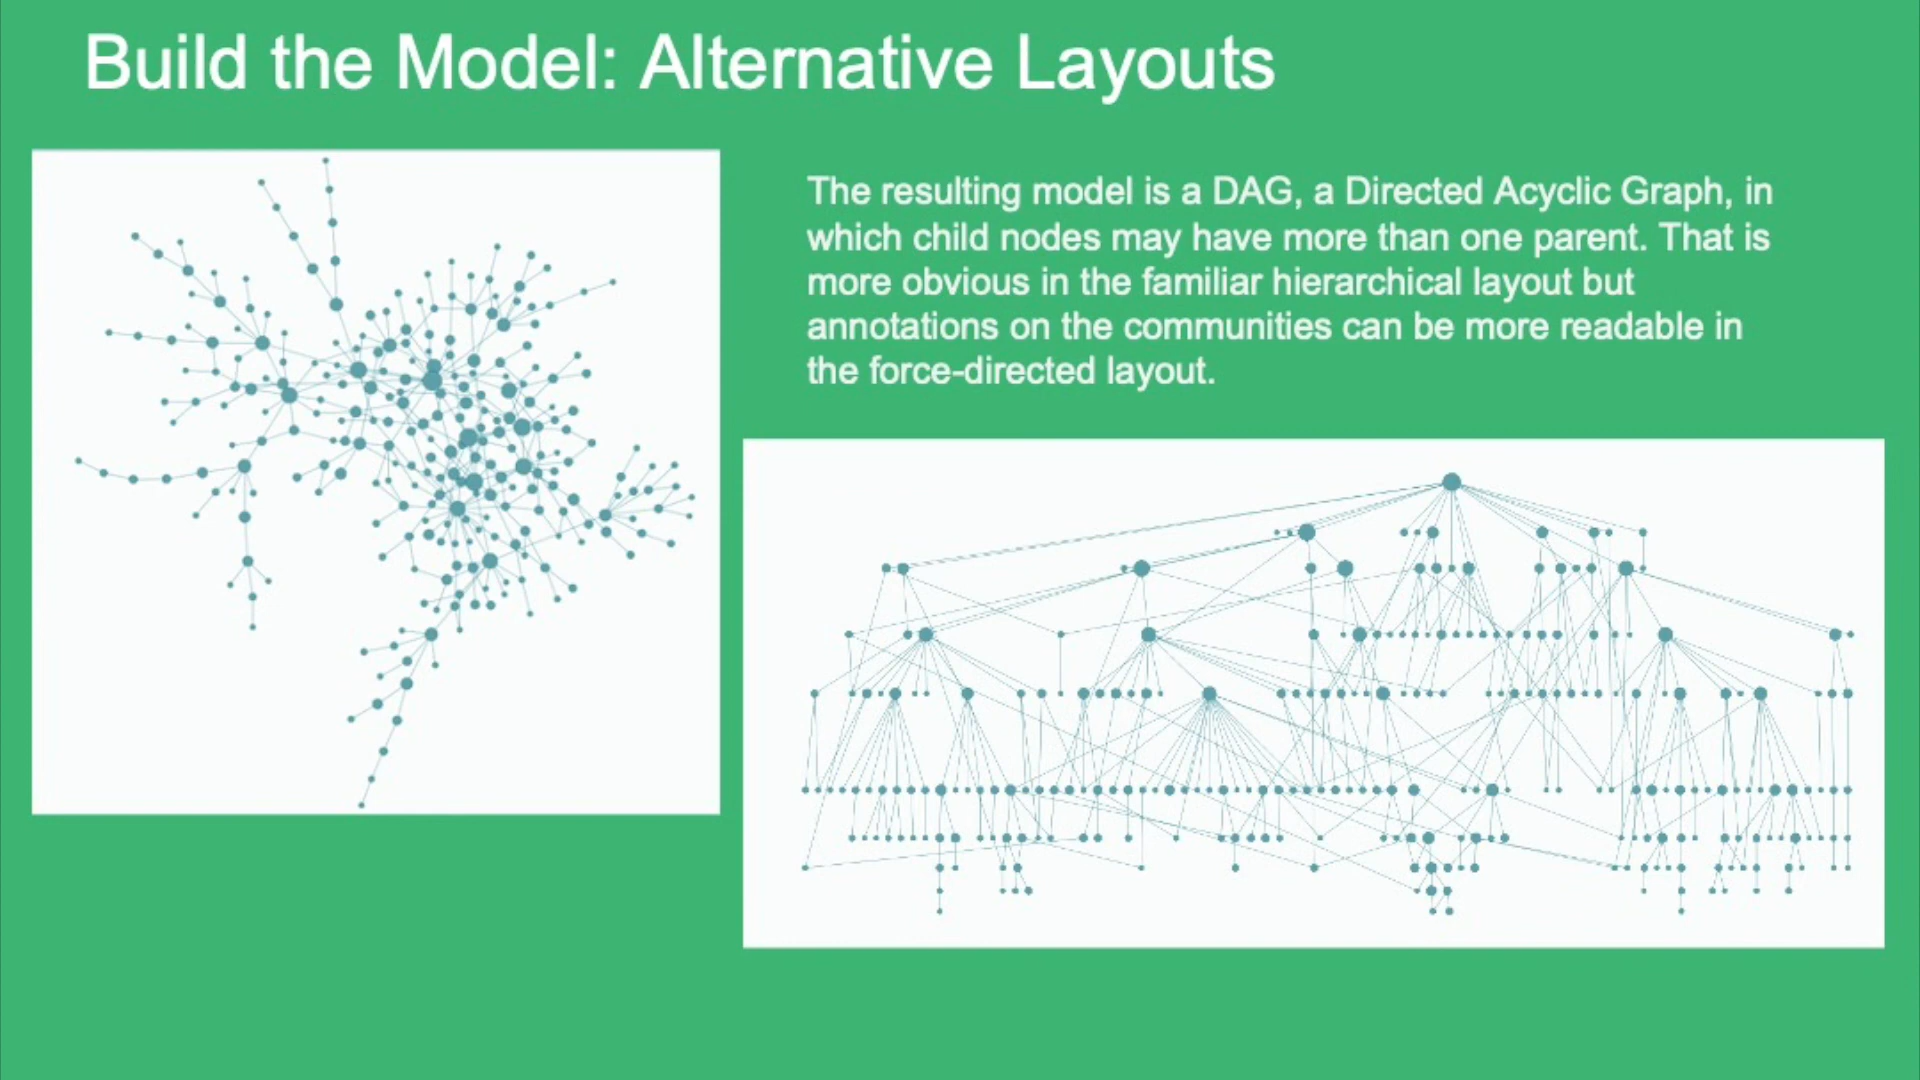 Build the Model: Alternative Layouts
The resulting model is a DAG, a Directed Acyclic Graph, in
which child nodes may have more than one parent. That is
more obvious in the familiar hierarchical layout but
annotations on the communities can be more readable in
the force-directed layout.